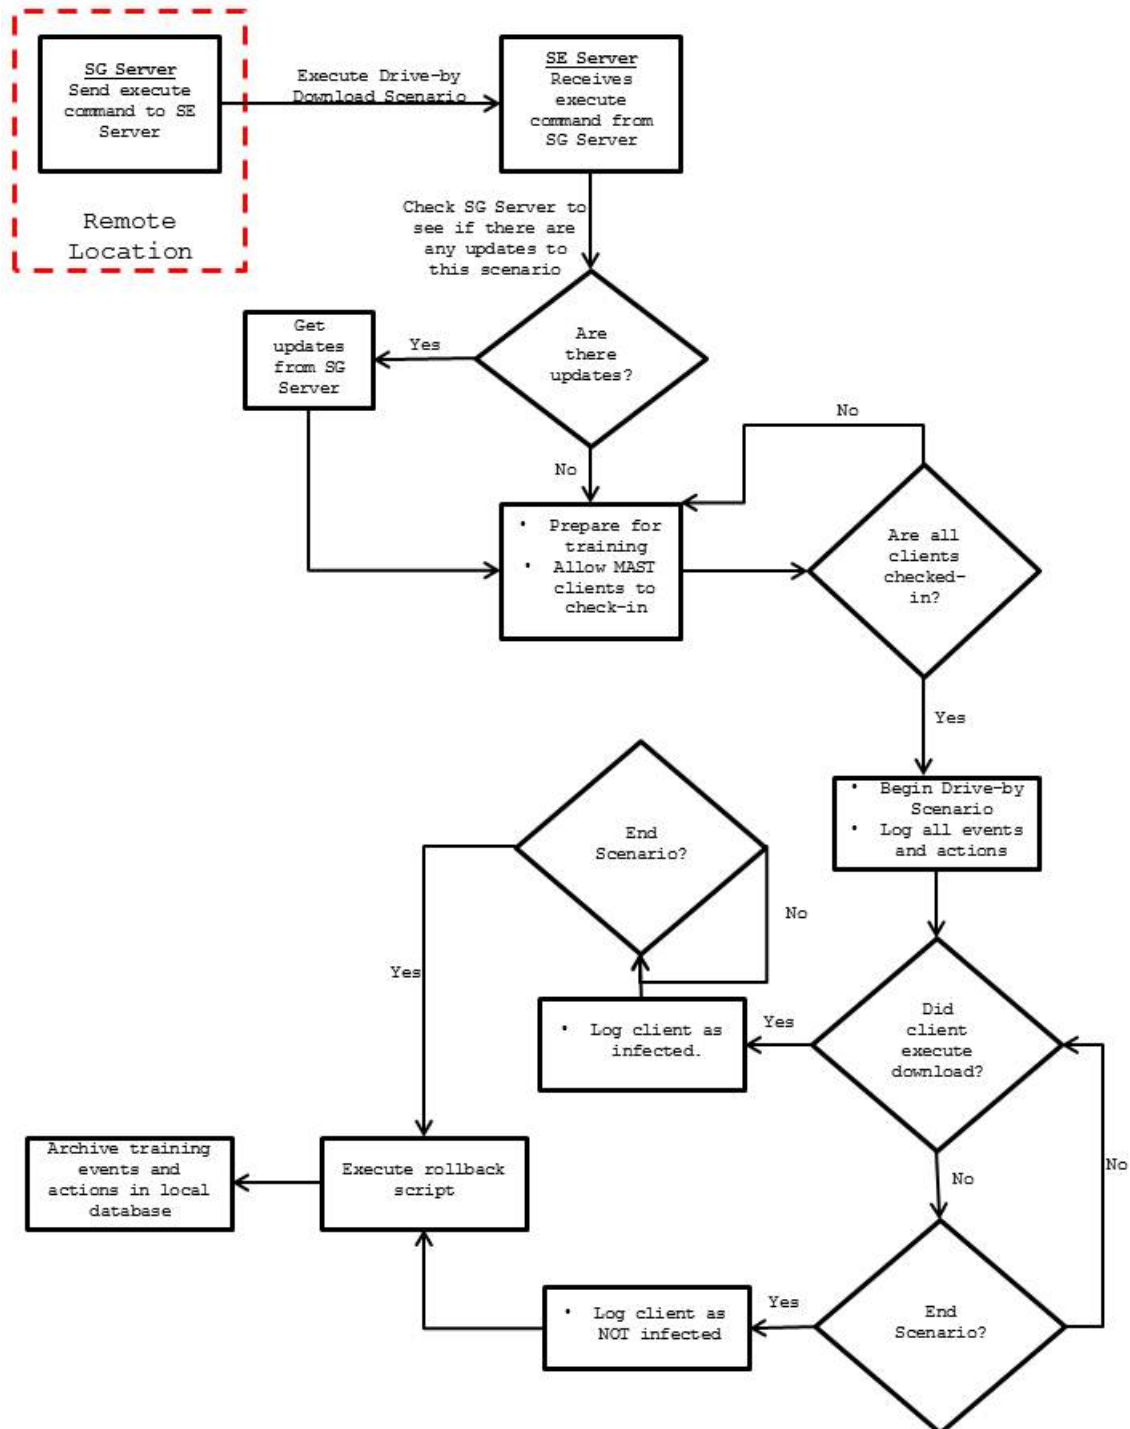 SG Server
Send execute
command to SE
Server
Remote
Location
Execute Drive-by
Download Scenario
SE Server
Receives
execute
command from
SG Server
Check SG Server to
see if there are
any updates to
this scenario
Are
there
updates?
Yes
Get
updates
from SG
Server
No
• Prepare for
training
• Allow MAST
clients to
check-in
No
Are all
clients
checked-
in?
Yes
• Begin Drive-by
Scenario
• Log all events
and actions
Did
client
execute
download?
Yes
• Log client as
infected.
End
Scenario?
No
Yes
No
End
Scenario?
No
Yes
• Log client as
NOT infected
Execute rollback
script
Archive training
events and
actions in local
database